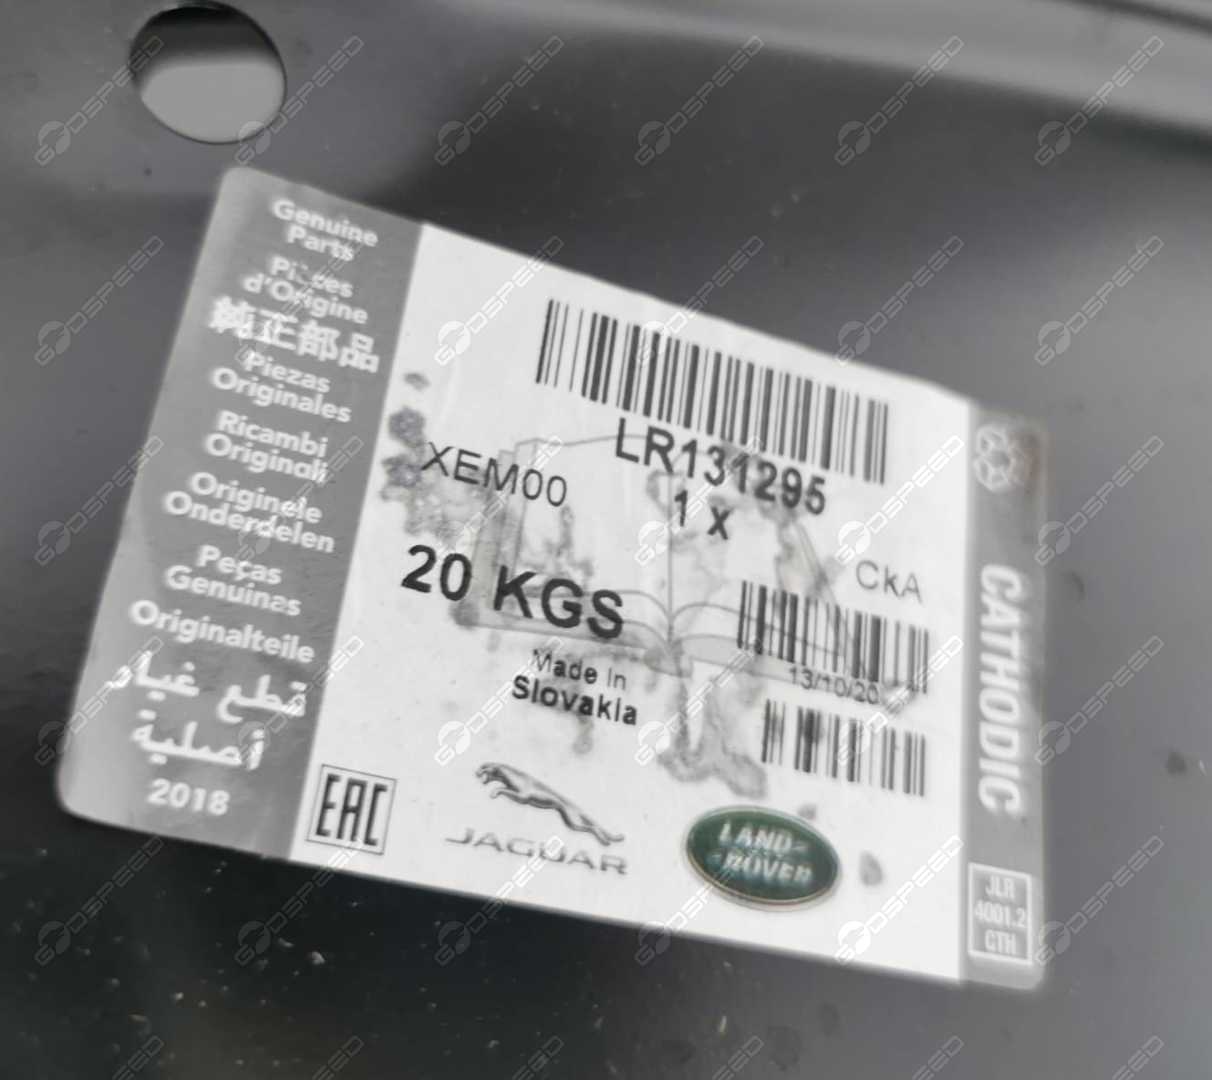 Genuine
Parts
Pièces
d'Origine
純正部品
Piezas
Originales
Ricambi
Originali
Originele
Onderdelen
Peças
Genuinas
Originalteile
قطع غيار
أصلية
2018
LR131295
XEM00
1 x
CkA
20 KGS
13/10/20
Made In
Slovakia
EAC
JAGUAR
LAND-
ROVER
CATHODIC
JLR
4001.2
CTH
GODSPEED